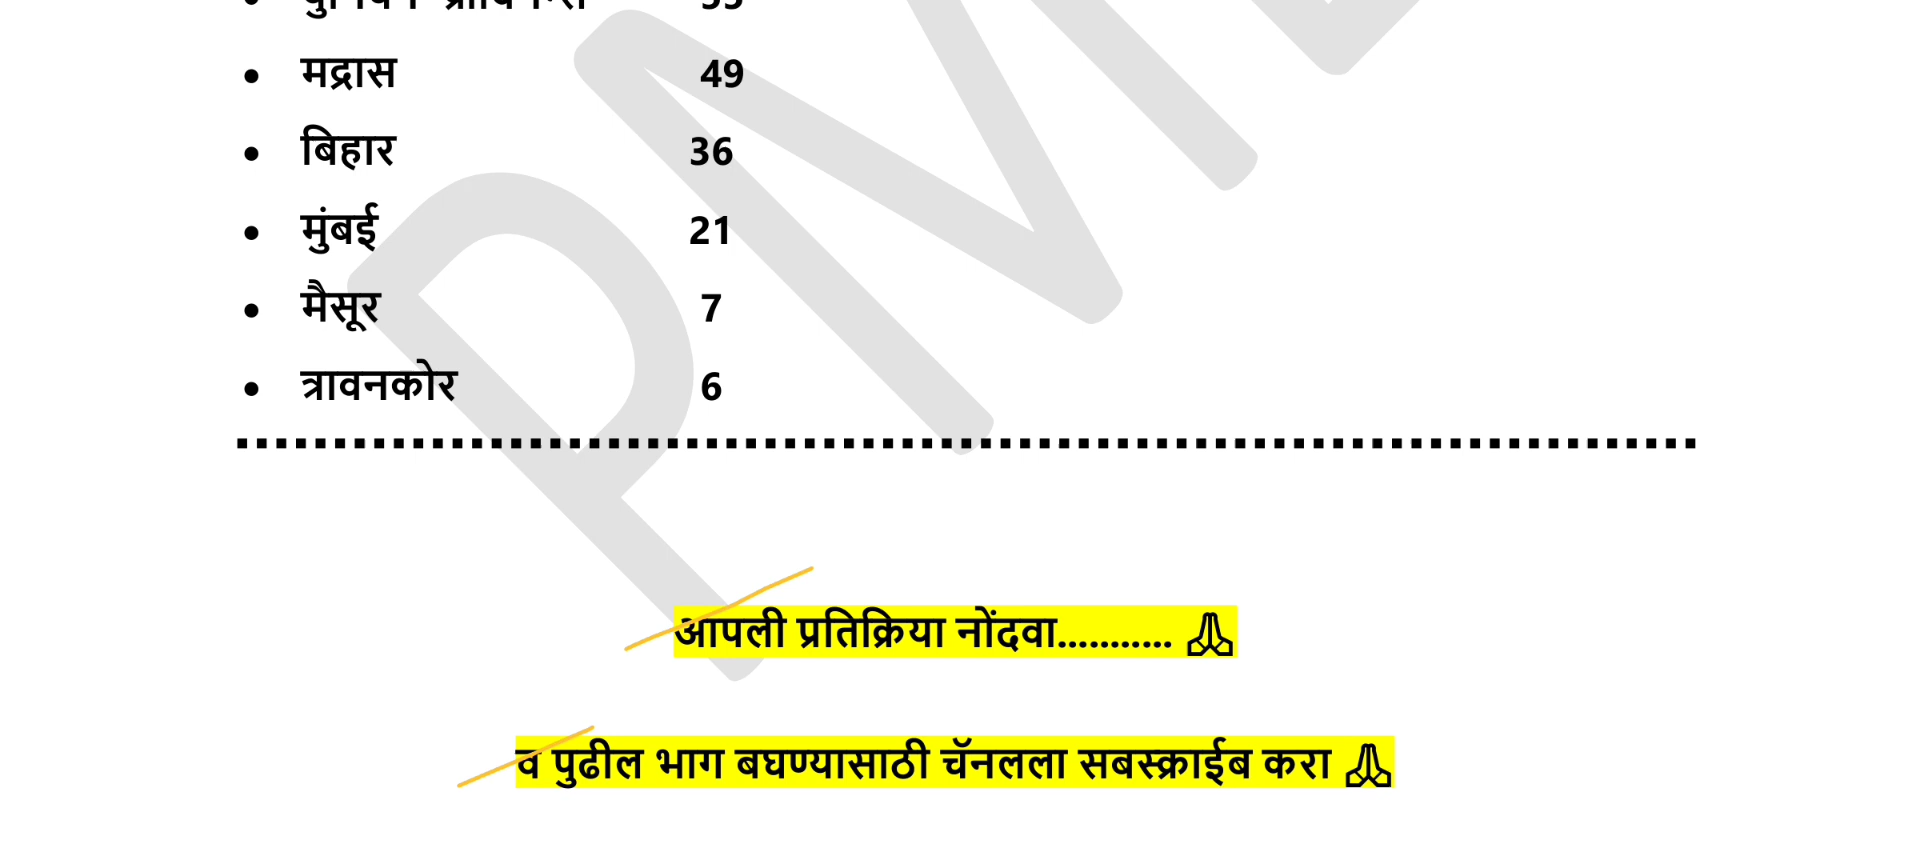 • मद्रास 49
• बिहार 36
• मुंबई 21
• मैसूर 7
• त्रावनकोर 6
आपली प्रतिक्रिया नोंदवा........... 🙏
व पुढील भाग बघण्यासाठी चॅनलला सबस्क्राईब करा 🙏